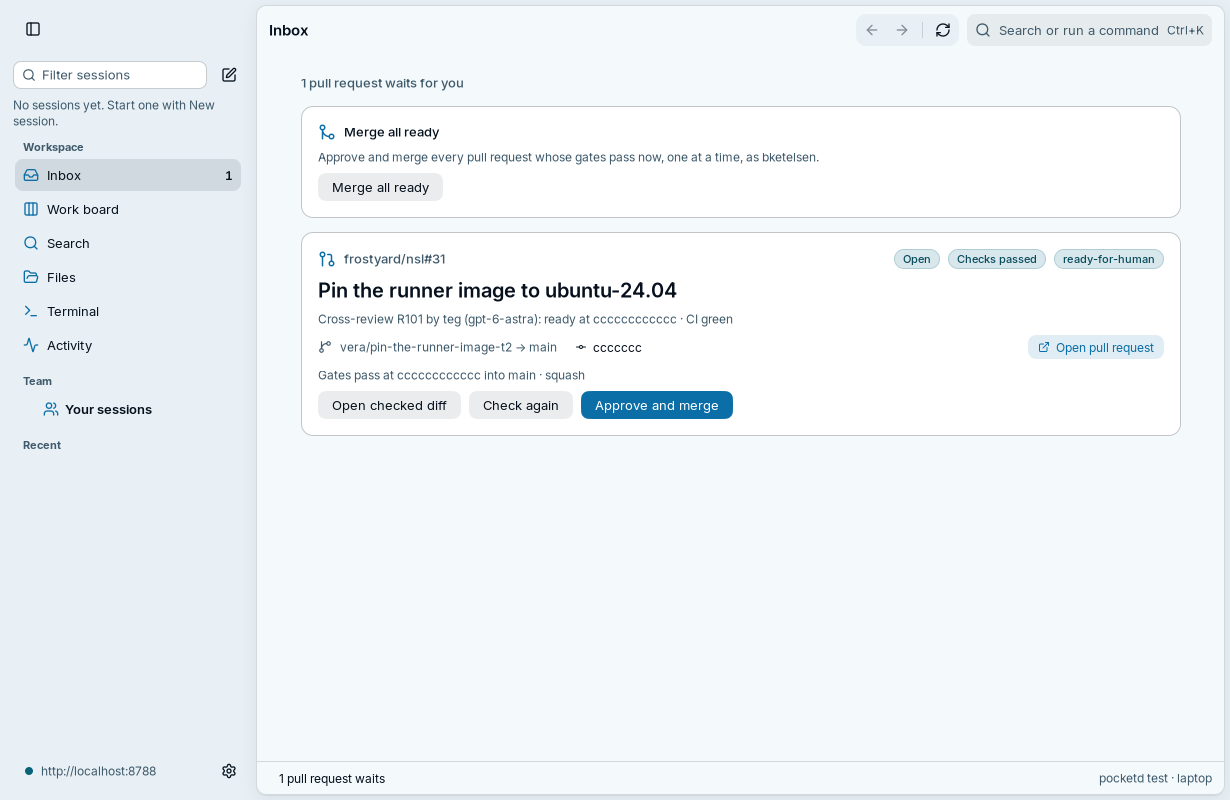 Inbox
Search or run a command Ctrl+K
Filter sessions
No sessions yet. Start one with New
session.
Workspace
Inbox 1
Work board
Search
Files
Terminal
Activity
Team
Your sessions
Recent
http://localhost:8788
1 pull request waits for you
Merge all ready
Approve and merge every pull request whose gates pass now, one at a time, as bketelsen.
Merge all ready
frostyard/nsl#31 Open Checks passed ready-for-human
Pin the runner image to ubuntu-24.04
Cross-review R101 by teg (gpt-6-astra): ready at cccccccccccc · CI green
vera/pin-the-runner-image-t2 → main ccccccc Open pull request
Gates pass at cccccccccccc into main · squash
Open checked diff Check again Approve and merge
1 pull request waits pocketd test · laptop